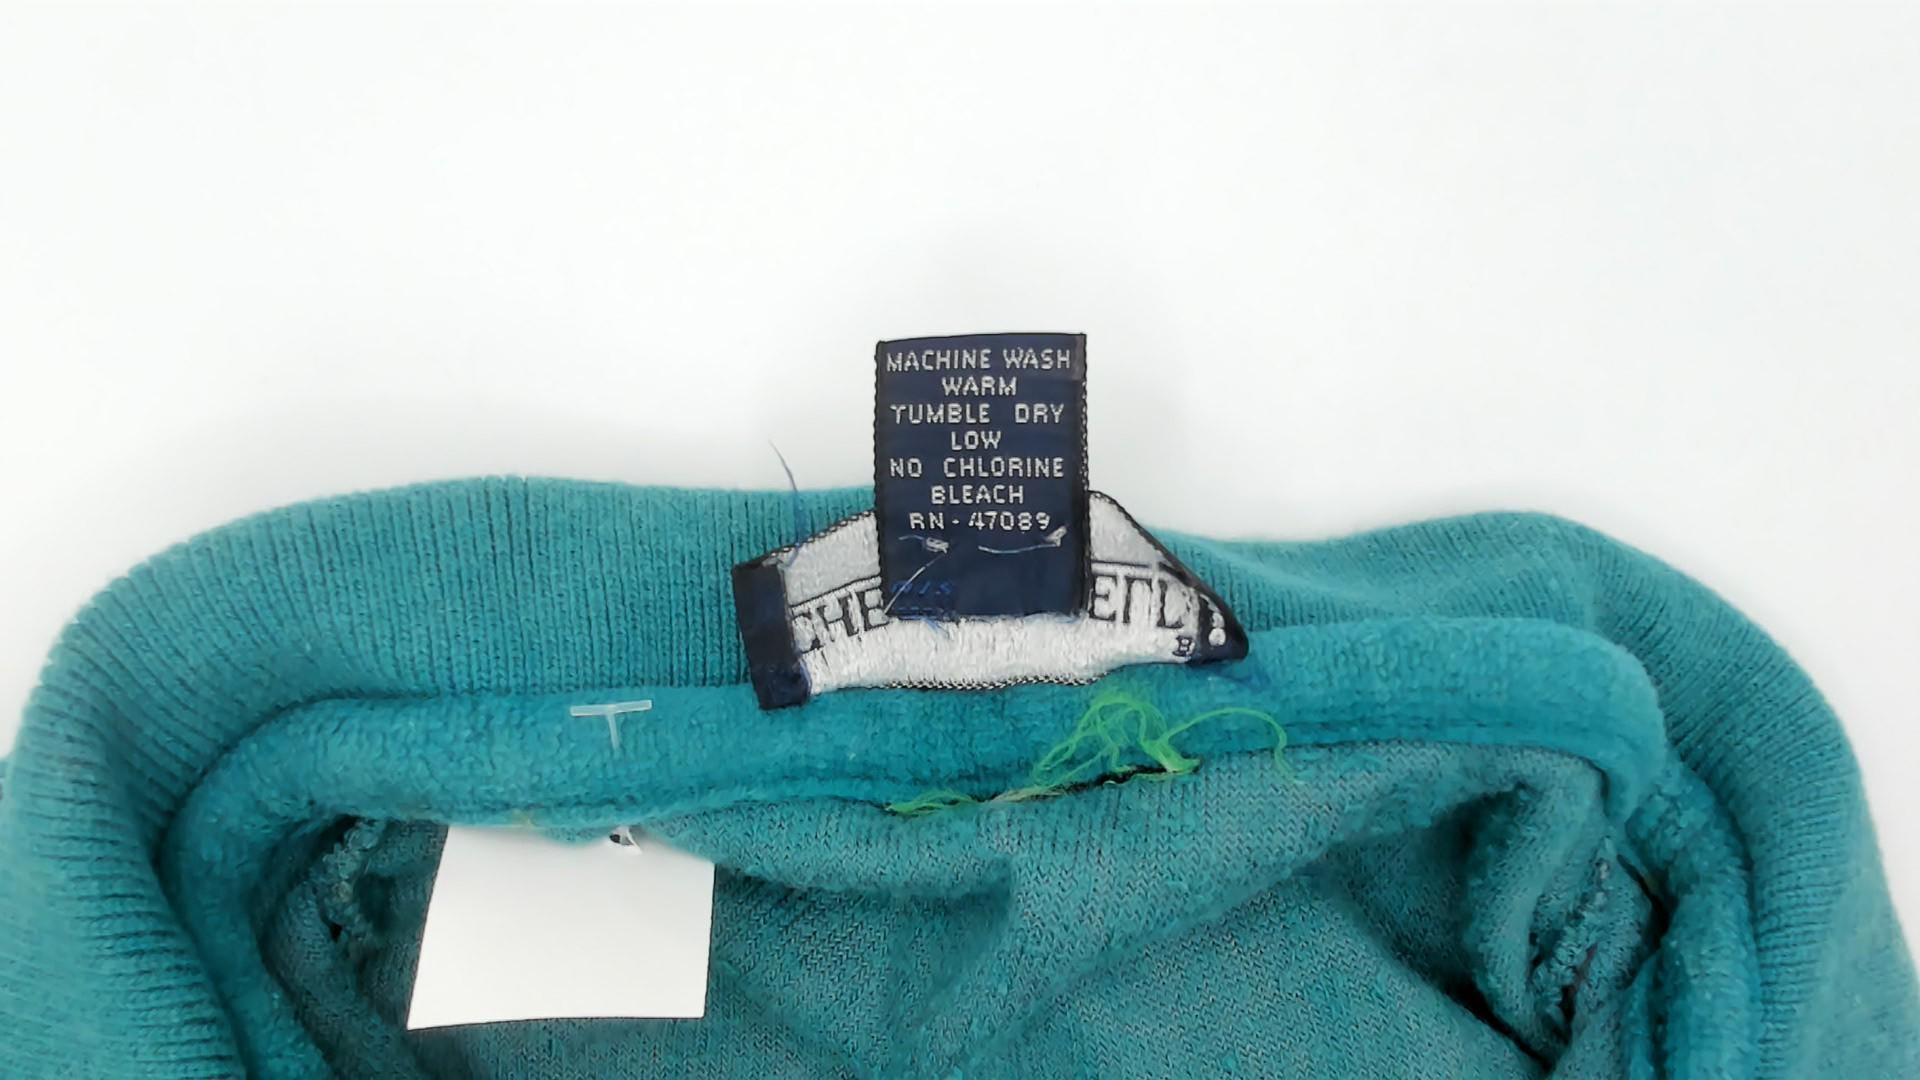 MACHINE WASH
WARM
TUMBLE DRY
LOW
NO CHLORINE
BLEACH
RN - 47089